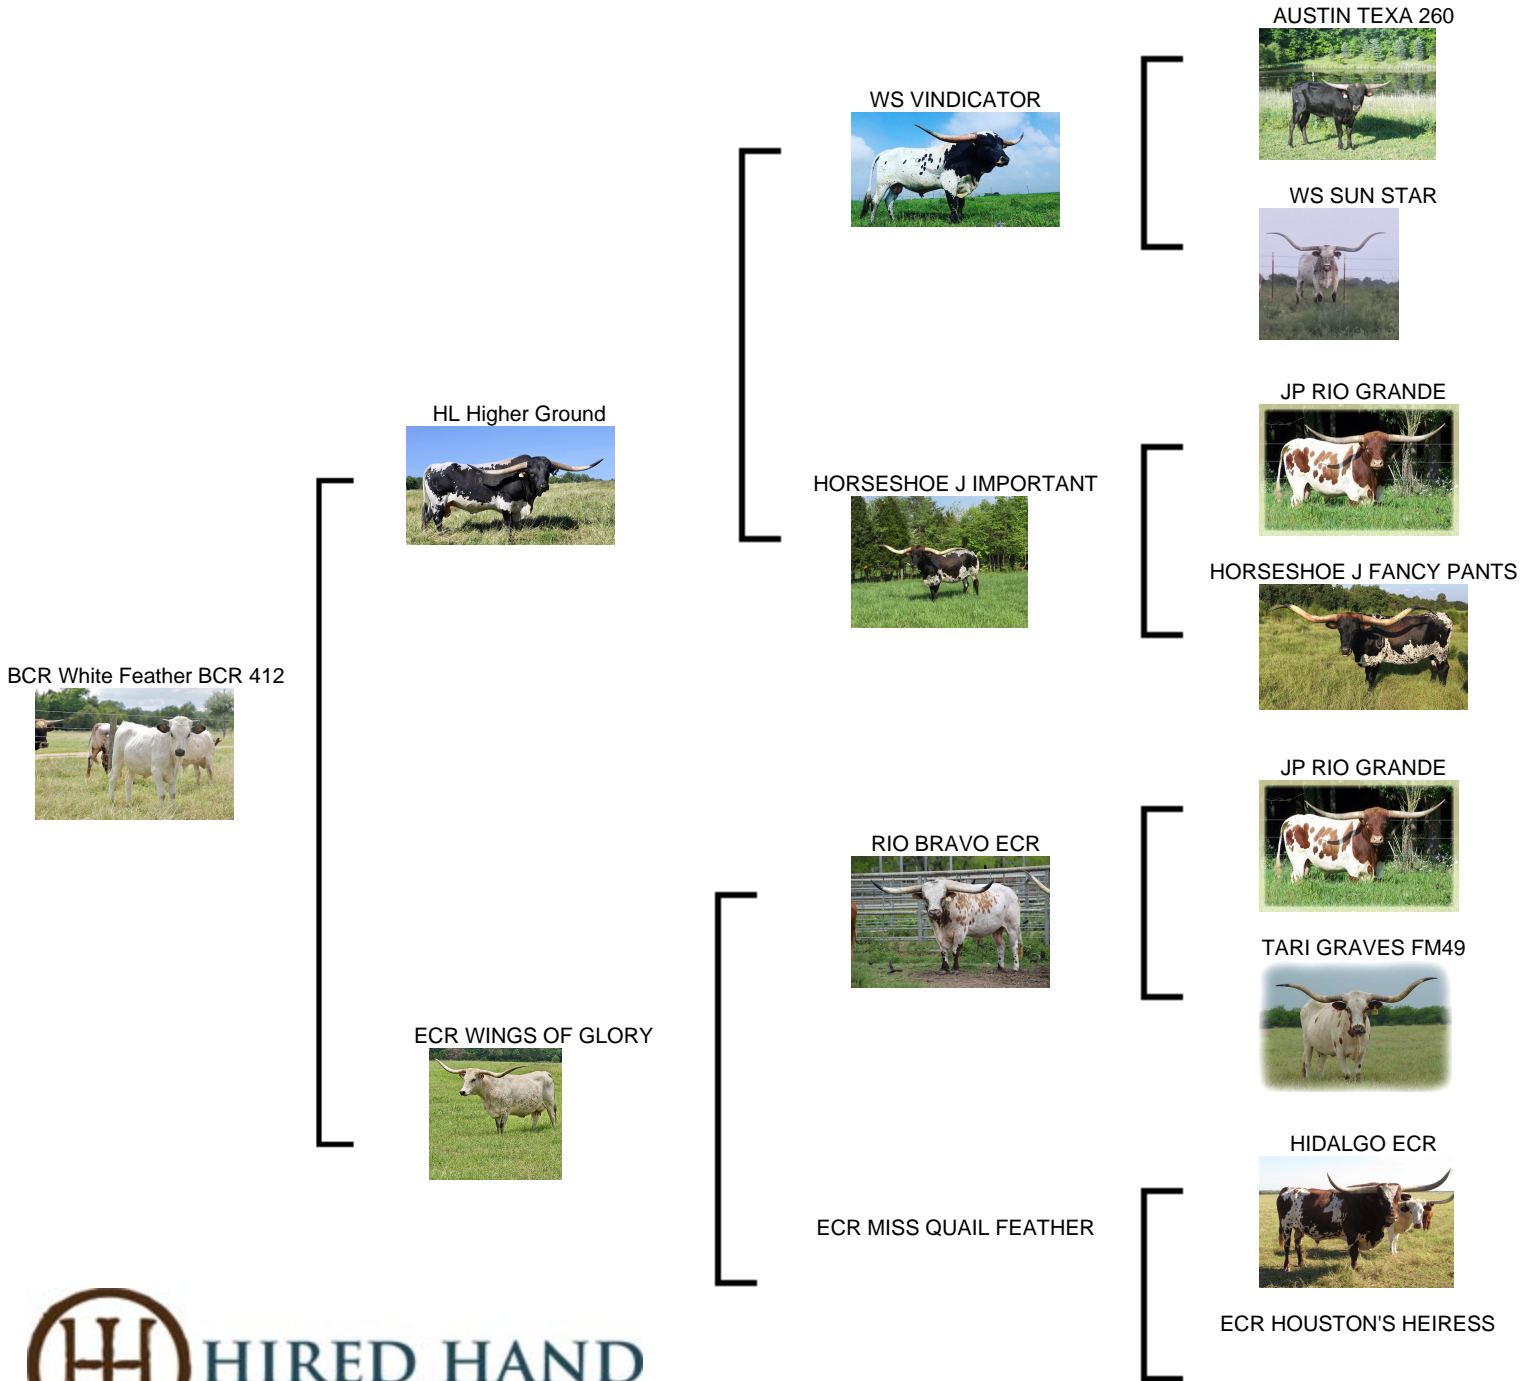 AUSTIN TEXA 260
WS VINDICATOR
WS SUN STAR
HL Higher Ground
JP RIO GRANDE
HORSESHOE J IMPORTANT
HORSESHOE J FANCY PANTS
BCR White Feather BCR 412
JP RIO GRANDE
RIO BRAVO ECR
TARI GRAVES FM49
ECR WINGS OF GLORY
HIDALGO ECR
ECR MISS QUAIL FEATHER
ECR HOUSTON'S HEIRESS
HIRED HAND